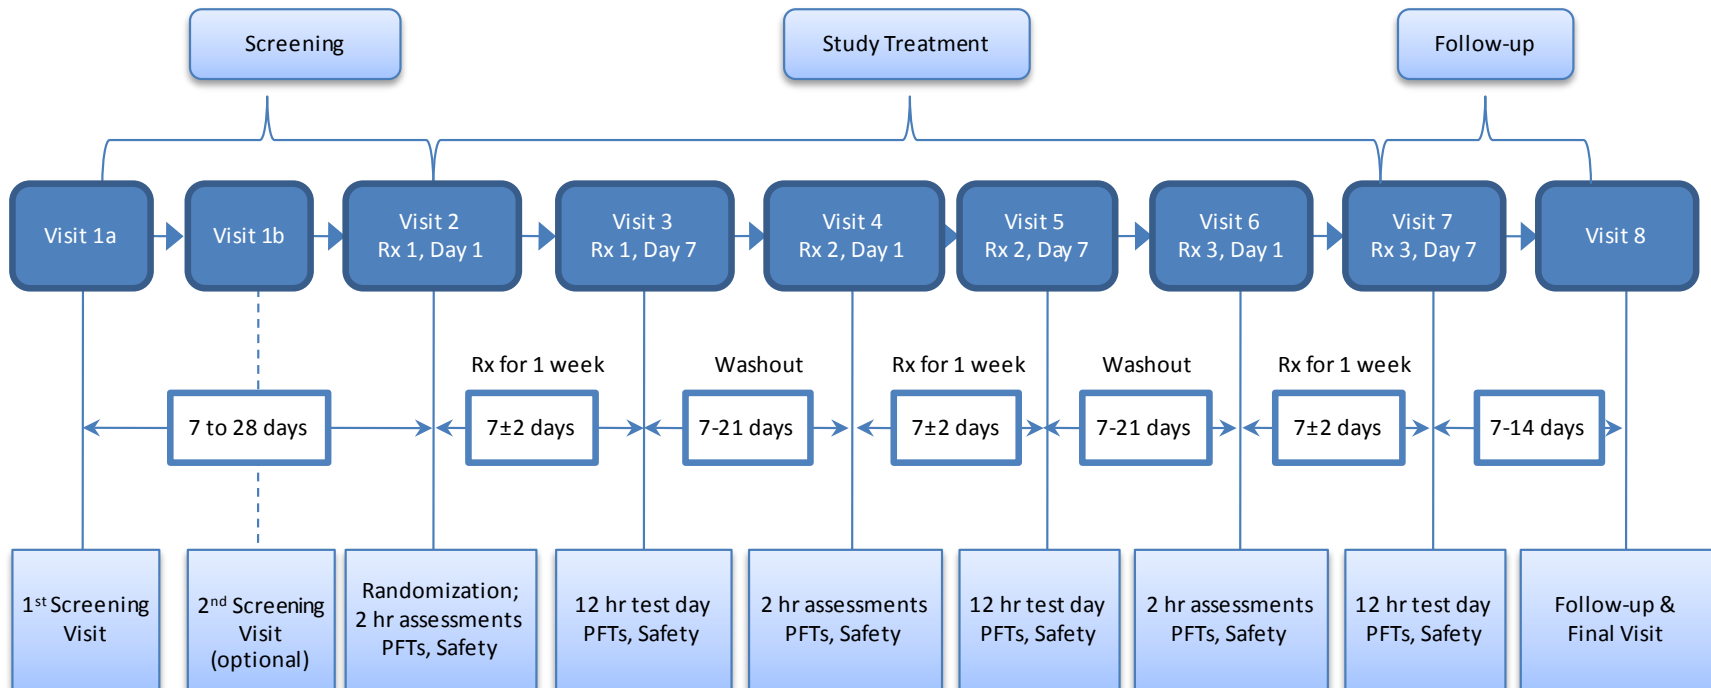 Screening
Study Treatment
Follow-up
Visit 1a
Visit 1b
Visit 2
Rx 1, Day 1
Visit 3
Rx 1, Day 7
Visit 4
Rx 2, Day 1
Visit 5
Rx 2, Day 7
Visit 6
Rx 3, Day 1
Visit 7
Rx 3, Day 7
Visit 8
Rx for 1 week
Washout
Rx for 1 week
Washout
Rx for 1 week
7 to 28 days
7±2 days
7-21 days
7±2 days
7-21 days
7±2 days
7-14 days
1st Screening
Visit
2nd Screening
Visit
(optional)
Randomization;
2 hr assessments
PFTs, Safety
12 hr test day
PFTs, Safety
2 hr assessments
PFTs, Safety
12 hr test day
PFTs, Safety
2 hr assessments
PFTs, Safety
12 hr test day
PFTs, Safety
Follow-up &
Final Visit